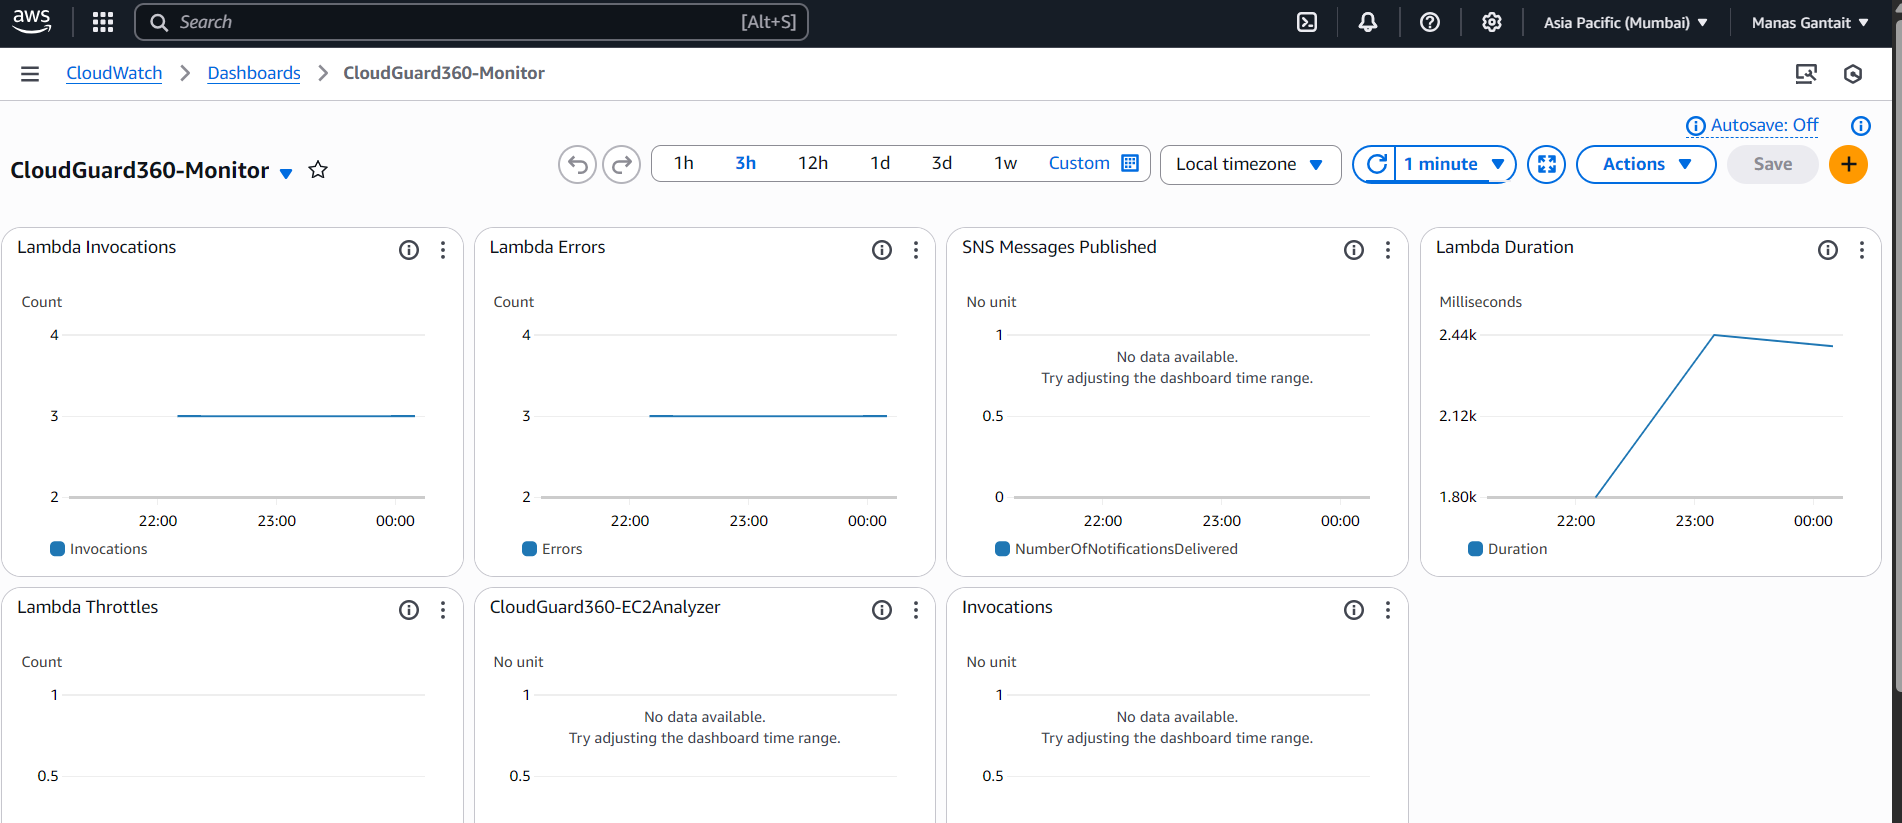 aws
Search [Alt+S]
Asia Pacific (Mumbai)
Manas Gantait
CloudWatch
Dashboards
CloudGuard360-Monitor
Autosave: Off
CloudGuard360-Monitor
1h 3h 12h 1d 3d 1w Custom
Local timezone
1 minute
Actions
Save
Lambda Invocations
Count
4
3
2
22:00 23:00 00:00
Invocations
Lambda Errors
Count
4
3
2
22:00 23:00 00:00
Errors
SNS Messages Published
No unit
1
No data available.
Try adjusting the dashboard time range.
0.5
0
22:00 23:00 00:00
NumberOfNotificationsDelivered
Lambda Duration
Milliseconds
2.44k
2.12k
1.80k
22:00 23:00 00:00
Duration
Lambda Throttles
Count
1
0.5
CloudGuard360-EC2Analyzer
No unit
1
No data available.
Try adjusting the dashboard time range.
0.5
Invocations
No unit
1
No data available.
Try adjusting the dashboard time range.
0.5